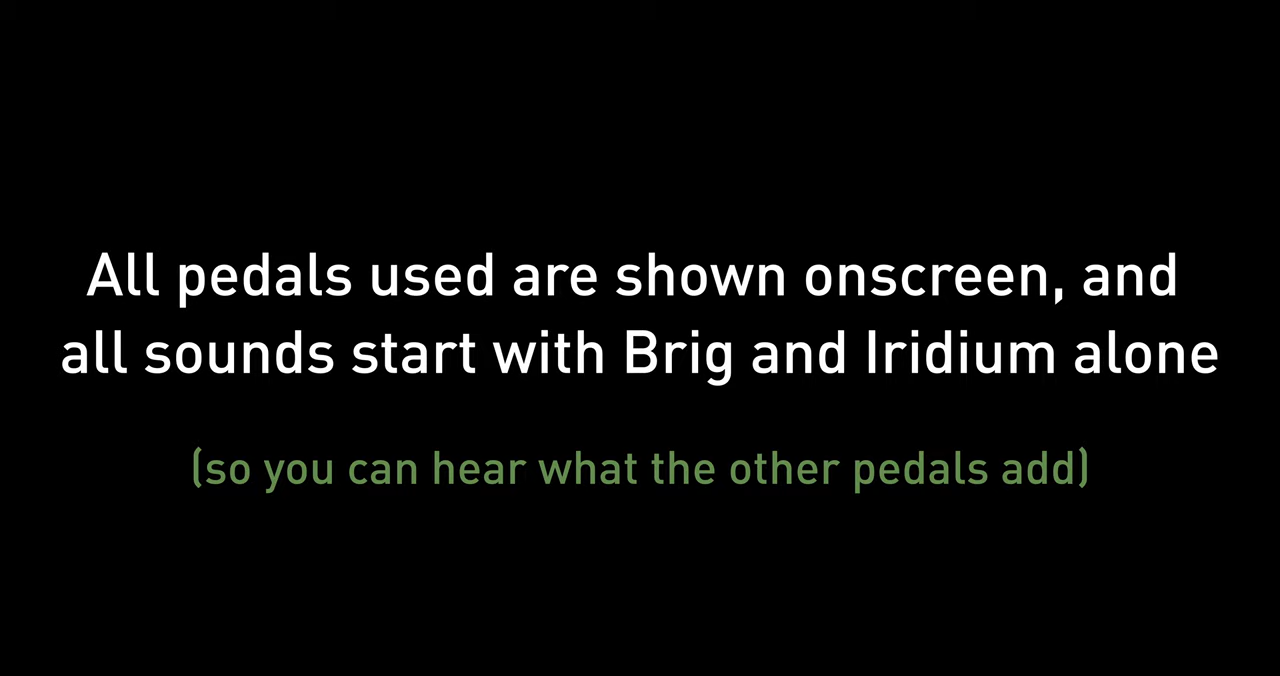 All pedals used are shown onscreen, and
all sounds start with Brig and Iridium alone
(so you can hear what the other pedals add)